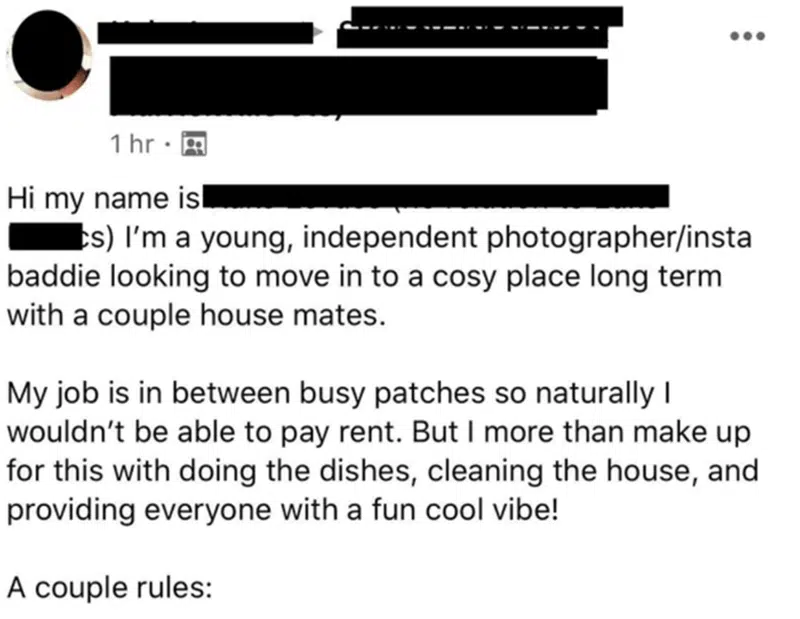 1 hr ·
Hi my name is
s) I'm a young, independent photographer/insta
baddie looking to move in to a cosy place long term
with a couple house mates.
My job is in between busy patches so naturally I
wouldn't be able to pay rent. But I more than make up
for this with doing the dishes, cleaning the house, and
providing everyone with a fun cool vibe!
A couple rules: